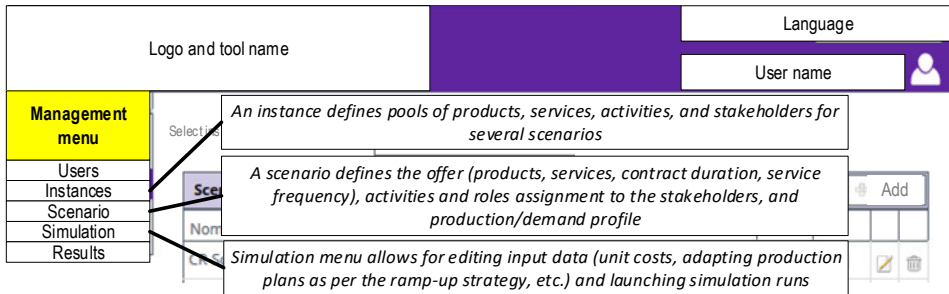 Logo and tool name
Language
User name
Management
menu
Users
Instances
Scenario
Simulation
Results
An instance defines pools of products, services, activities, and stakeholders for
several scenarios
A scenario defines the offer (products, services, contract duration, service
frequency), activities and roles assignment to the stakeholders, and
production/demand profile
Add
Simulation menu allows for editing input data (unit costs, adapting production
plans as per the ramp-up strategy, etc.) and launching simulation runs